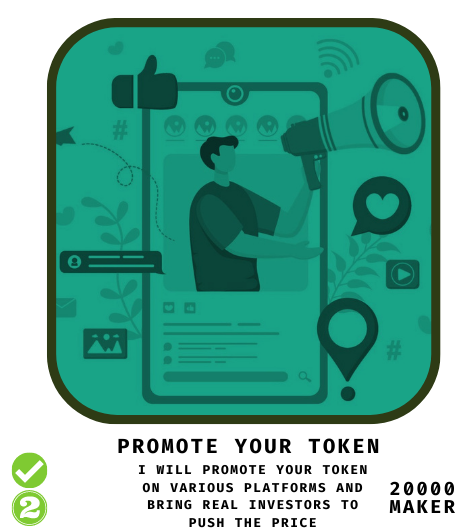 #
#
PROMOTE YOUR TOKEN
I WILL PROMOTE YOUR TOKEN
ON VARIOUS PLATFORMS AND
BRING REAL INVESTORS TO
PUSH THE PRICE
2
20000
MAKER